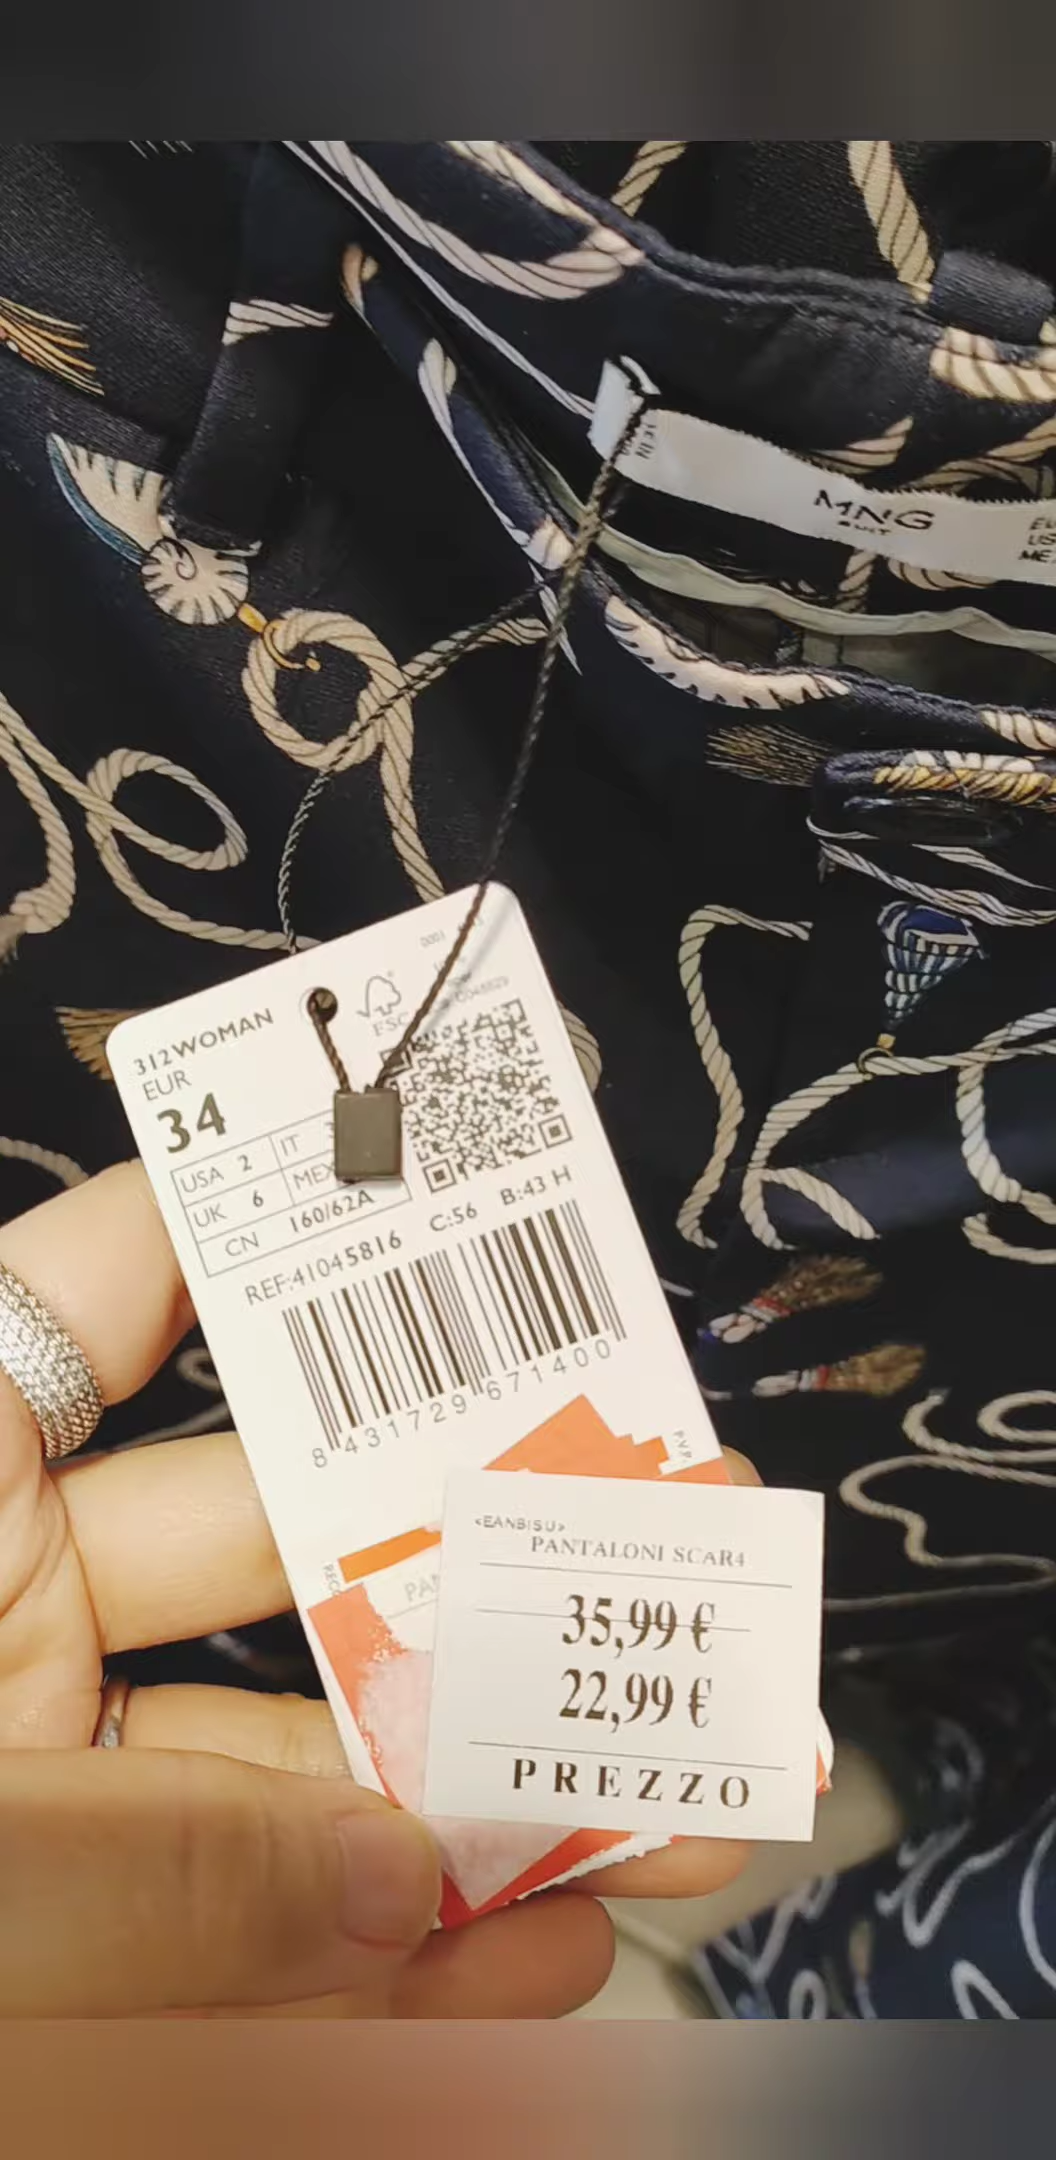 MNG
SUIT
312WOMAN
EUR
34
USA 2 IT
UK 6 MEX
CN 160/62A
REF:41045816 C:56 B:43 H
8 431729 671400
P.V.P.
<EANBISU>
PANTALONI SCAR4
35,99 €
22,99 €
PREZZO